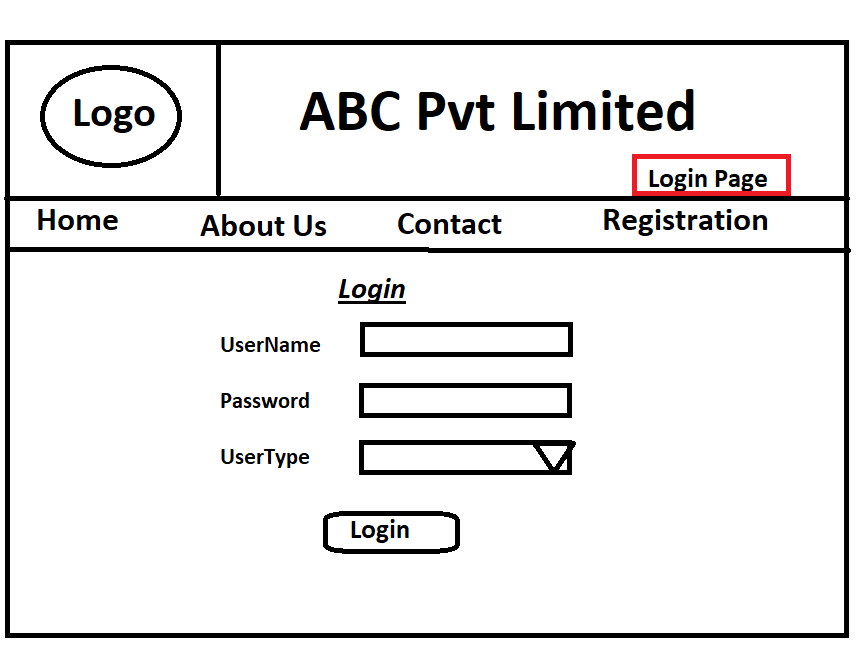 Logo
ABC Pvt Limited
Login Page
Home About Us Contact Registration
Login
UserName
Password
UserType
Login